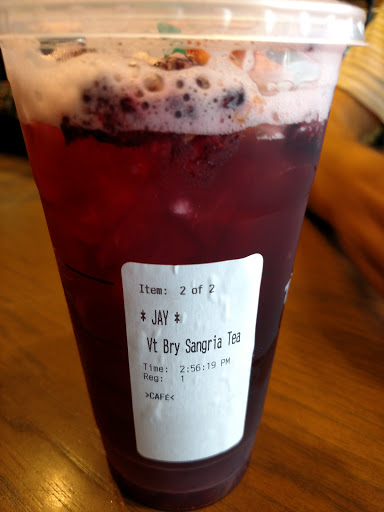 Item: 2 of 2
* JAY *
Vt Bry Sangria Tea
Time: 2:56:19 PM
Reg: 1
>CAFE<